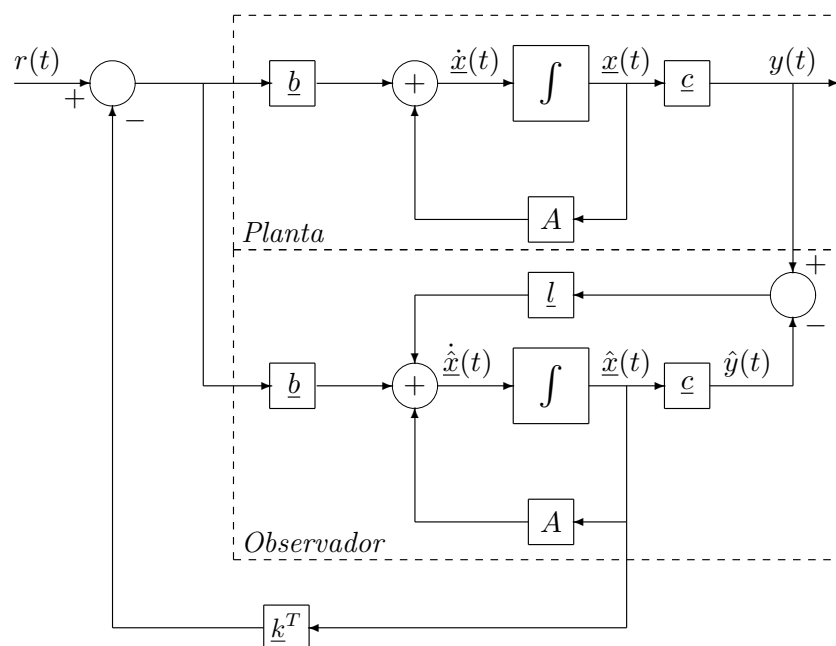 r(t)
+
−
b
+
ẋ(t)
∫
x(t)
c
y(t)
A
Planta
+
l
−
b
+
x̂̇(t)
∫
x̂(t)
c
ŷ(t)
A
Observador
k^T